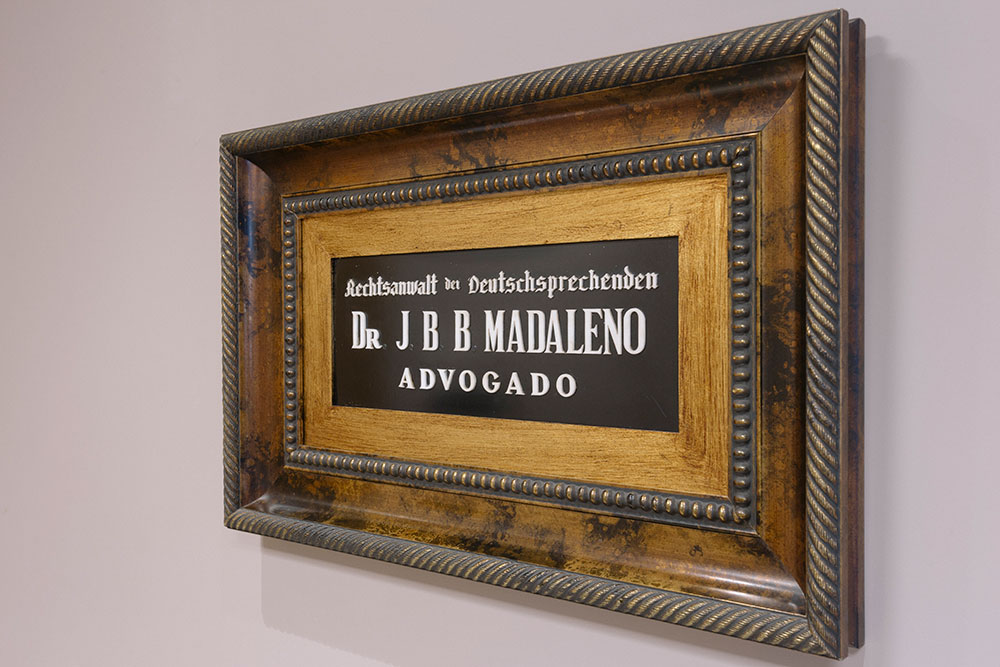 Rechtsanwalt der Deutschsprechenden
DR. J. B. B. MADALENO
ADVOGADO